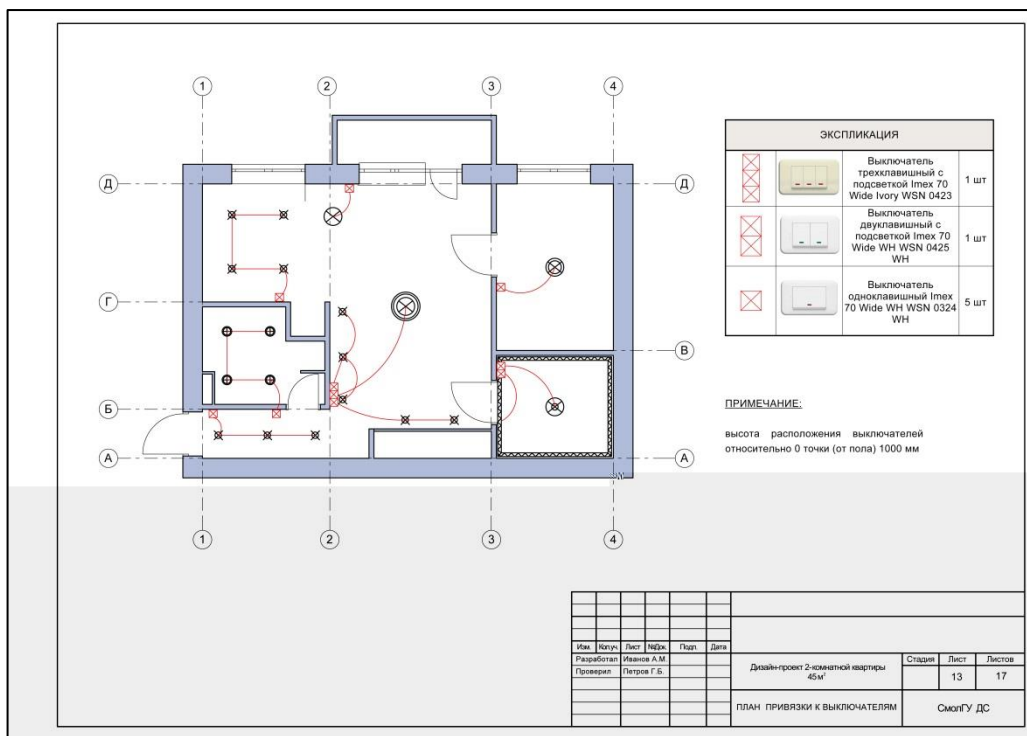 1 2 3 4
ЭКСПЛИКАЦИЯ
Выключатель
трехклавишный с
подсветкой Imex 70
Wide Ivory WSN 0423
1 шт
Выключатель
двуклавишный с
подсветкой Imex 70
Wide WH WSN 0425
WH
1 шт
Выключатель
одноклавишный Imex
70 Wide WH WSN 0324
WH
5 шт
Д Д
Г
В
Б
А А
1 2 3 4
ПРИМЕЧАНИЕ:
высота расположения выключателей
относительно 0 точки (от пола) 1000 мм
Изм. Кол.уч. Лист №Док. Подп. Дата
Разработал Иванов А.М.
Проверил Петров Г.Б.
Дизайн-проект 2-комнатной квартиры
45м²
Стадия Лист Листов
13 17
ПЛАН ПРИВЯЗКИ К ВЫКЛЮЧАТЕЛЯМ
СмолГУ ДС